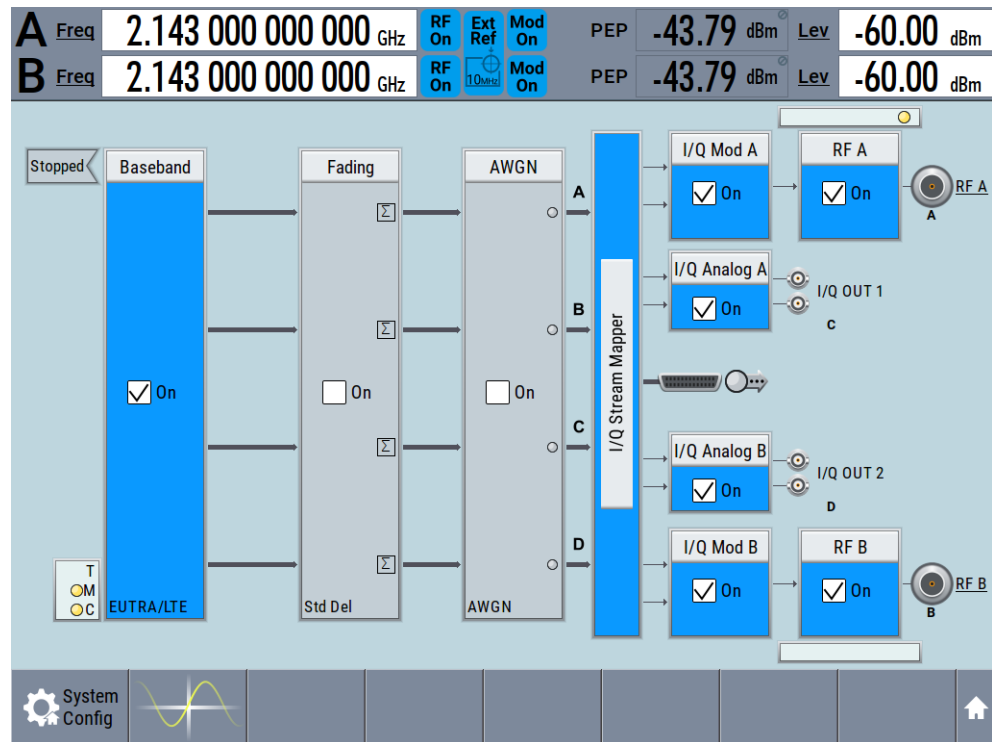 A Freq 2.143 000 000 000 GHz RF On Ext Ref Mod On PEP -43.79 dBm Lev -60.00 dBm
B Freq 2.143 000 000 000 GHz RF On 10MHz Mod On PEP -43.79 dBm Lev -60.00 dBm
Stopped Baseband Fading AWGN I/Q Mod A RF A
A On On RF A
Σ A
I/Q Analog A
B On I/Q OUT 1
Σ C
I/Q Stream Mapper
On On On
C
Σ I/Q Analog B
On I/Q OUT 2
D
D I/Q Mod B RF B
Σ
T
M On On RF B
C EUTRA/LTE Std Del AWGN B
System
Config